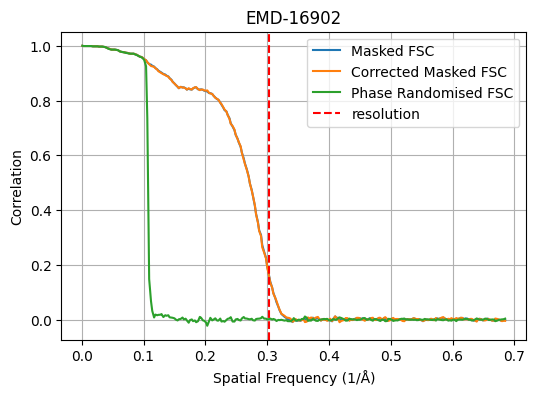 EMD-16902
Masked FSC
Corrected Masked FSC
Phase Randomised FSC
resolution
1.0
0.8
0.6
0.4
0.2
0.0
Correlation
0.0 0.1 0.2 0.3 0.4 0.5 0.6 0.7
Spatial Frequency (1/Å)